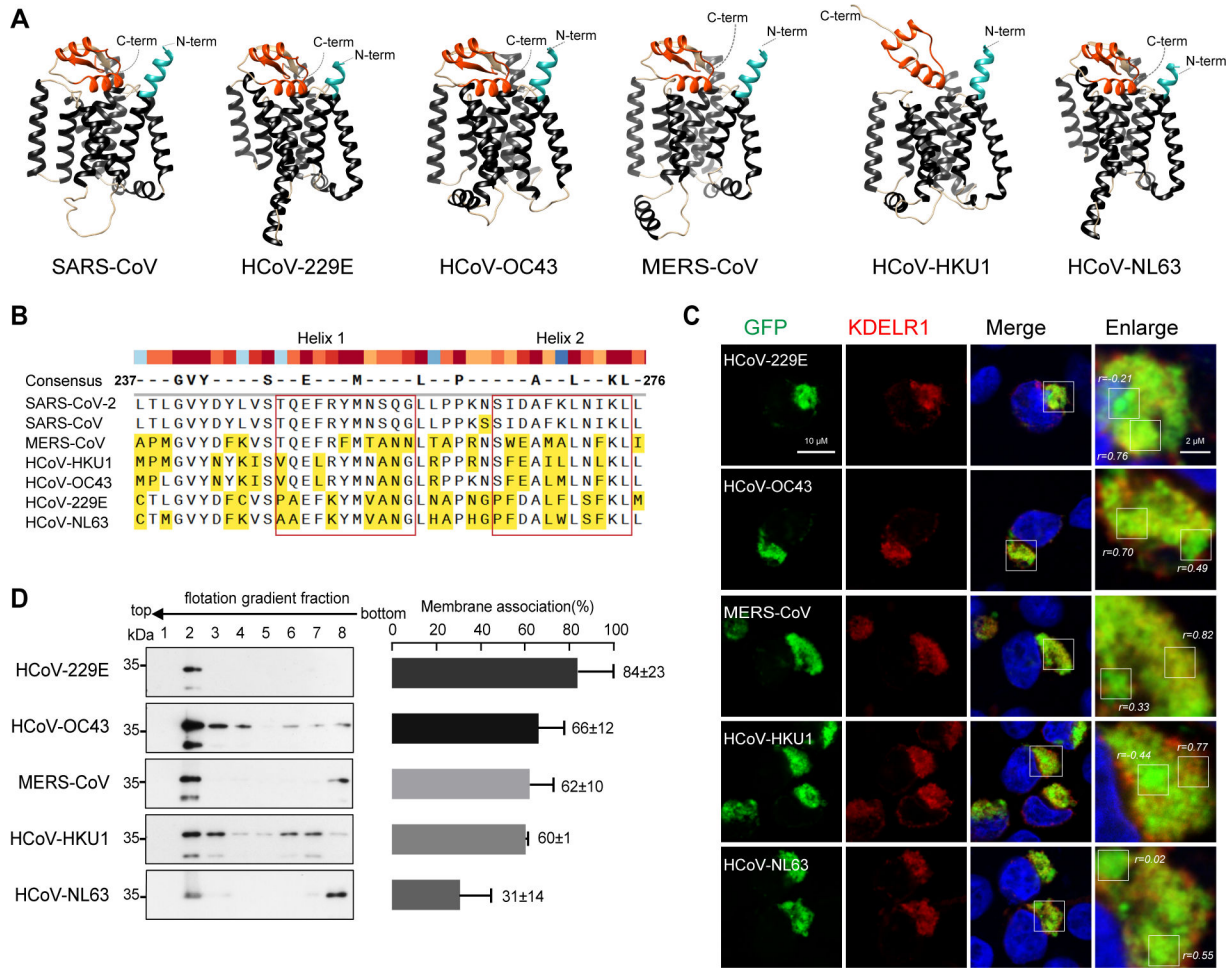 A
C-term
N-term
C-term
N-term
C-term
N-term
C-term
N-term
C-term
N-term
C-term
N-term
SARS-CoV
HCoV-229E
HCoV-OC43
MERS-CoV
HCoV-HKU1
HCoV-NL63
B
Helix 1 Helix 2
Consensus 237----GVY----S--E---M----L--P-----A--L--KL-276
SARS-CoV-2 LTLGVYDYLVSTQEFRYMNSQGLLPPKNSIDAFKLNIKLL
SARS-CoV LTLGVYDYLVSTQEFRYMNSQGLLPPKSSIDAFKLNIKLL
MERS-CoV APMGVYDFKVSTQEFRFMTANNLTAPRNSWEAMALNFKLI
HCoV-HKU1 MPMGVYNYKISVQELRYMNANGLRPPRNSFEAILLNLKLL
HCoV-OC43 MPLGVYNYKISVQELRYMNANGLRPPKNSFEALMLNFKLL
HCoV-229E CTLGVYDFCVSPAEFKYMVANGLNAPNGPFDALFLSFKLM
HCoV-NL63 CTMGVYDFKVSAAEFKYMVANGLHAPHGPFDALWLSFKLL
C
GFP KDELR1 Merge Enlarge
HCoV-229E
r=-0.21
10 µM
2 µM
r=0.76
HCoV-OC43
r=0.70
r=0.49
MERS-CoV
r=0.82
r=0.33
HCoV-HKU1
r=-0.44
r=0.77
HCoV-NL63
r=0.02
r=0.55
D
flotation gradient fraction
top bottom
kDa 1 2 3 4 5 6 7 8
Membrane association(%)
0 20 40 60 80 100
HCoV-229E 35 84±23
HCoV-OC43 35 66±12
MERS-CoV 35 62±10
HCoV-HKU1 35 60±1
HCoV-NL63 35 31±14